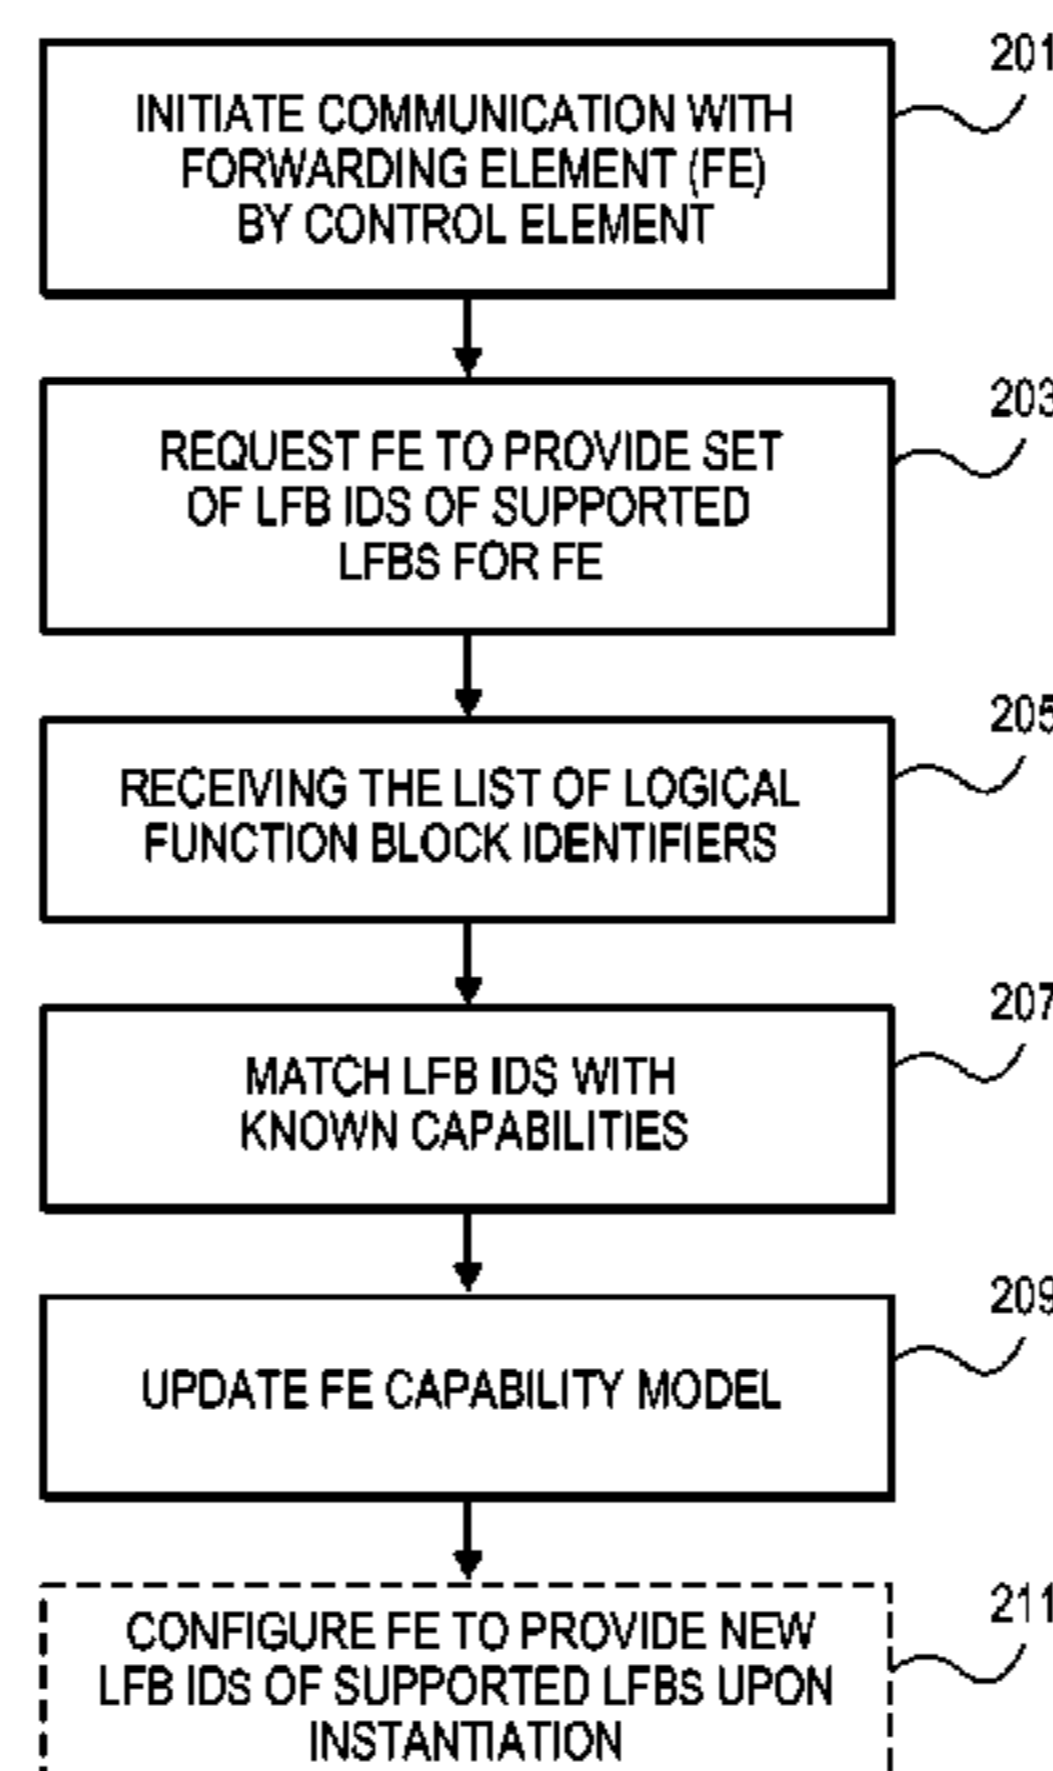 201
INITIATE COMMUNICATION WITH
FORWARDING ELEMENT (FE)
BY CONTROL ELEMENT
203
REQUEST FE TO PROVIDE SET
OF LFB IDS OF SUPPORTED
LFBS FOR FE
205
RECEIVING THE LIST OF LOGICAL
FUNCTION BLOCK IDENTIFIERS
207
MATCH LFB IDS WITH
KNOWN CAPABILITIES
209
UPDATE FE CAPABILITY MODEL
211
CONFIGURE FE TO PROVIDE NEW
LFB IDS OF SUPPORTED LFBS UPON
INSTANTIATION